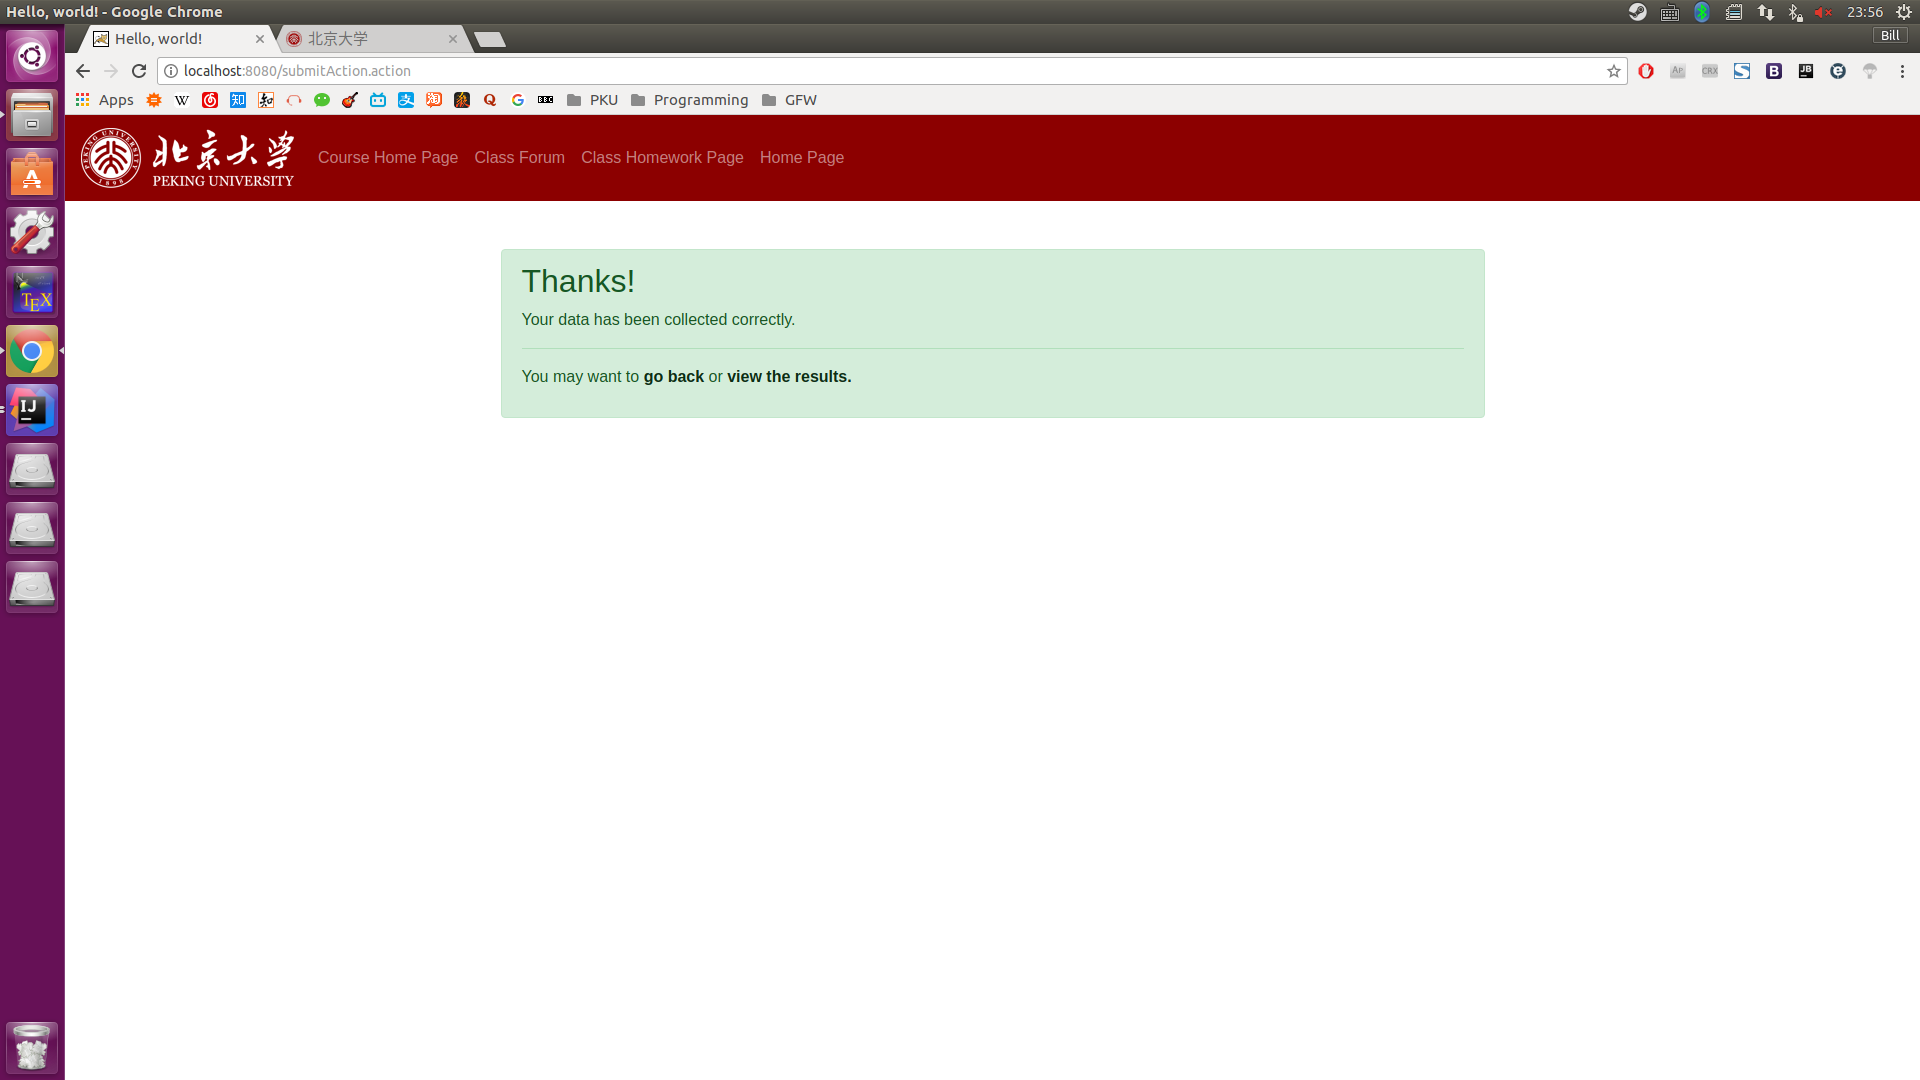 Hello, world! - Google Chrome
23:56
Hello, world!
北京大学
Bill
localhost:8080/submitAction.action
Apps
PKU
Programming
GFW
北京大学
PEKING UNIVERSITY
1898
Course Home Page
Class Forum
Class Homework Page
Home Page
Thanks!
Your data has been collected correctly.
You may want to go back or view the results.